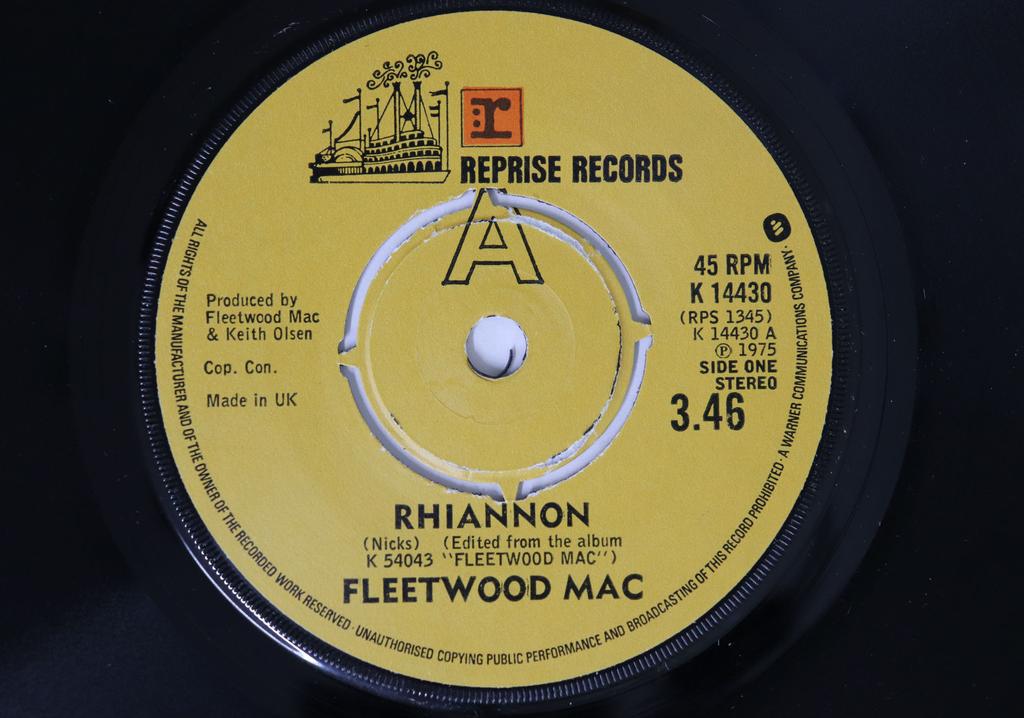 r
REPRISE RECORDS
A
45 RPM
K 14430
(RPS 1345)
K 14430 A
Ⓟ 1975
SIDE ONE
STEREO
3.46
Produced by
Fleetwood Mac
& Keith Olsen
Cop. Con.
Made in UK
RHIANNON
(Nicks) (Edited from the album
K 54043 "FLEETWOOD MAC")
FLEETWOOD MAC
ALL RIGHTS OF THE MANUFACTURER AND OF THE OWNER OF THE RECORDED WORK RESERVED · UNAUTHORISED COPYING PUBLIC PERFORMANCE AND BROADCASTING OF THIS RECORD PROHIBITED · A WARNER COMMUNICATIONS COMPANY ·